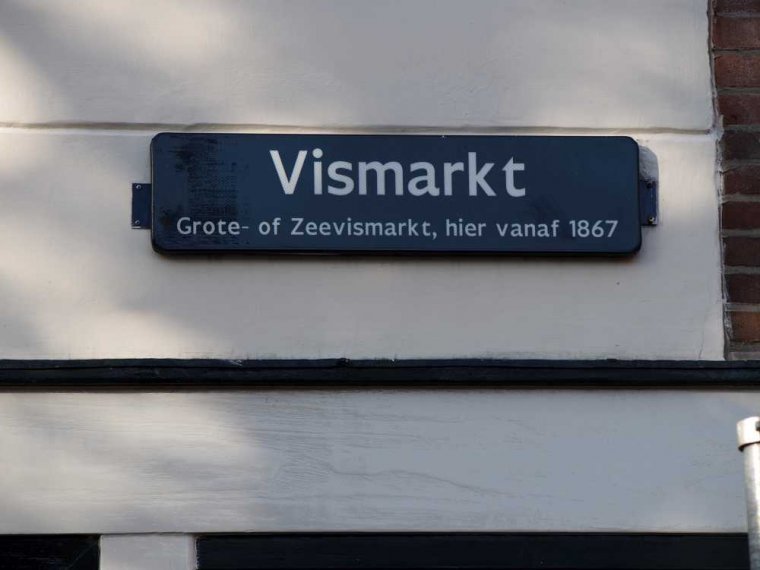 Vismarkt
Grote- of Zeevismarkt, hier vanaf 1867